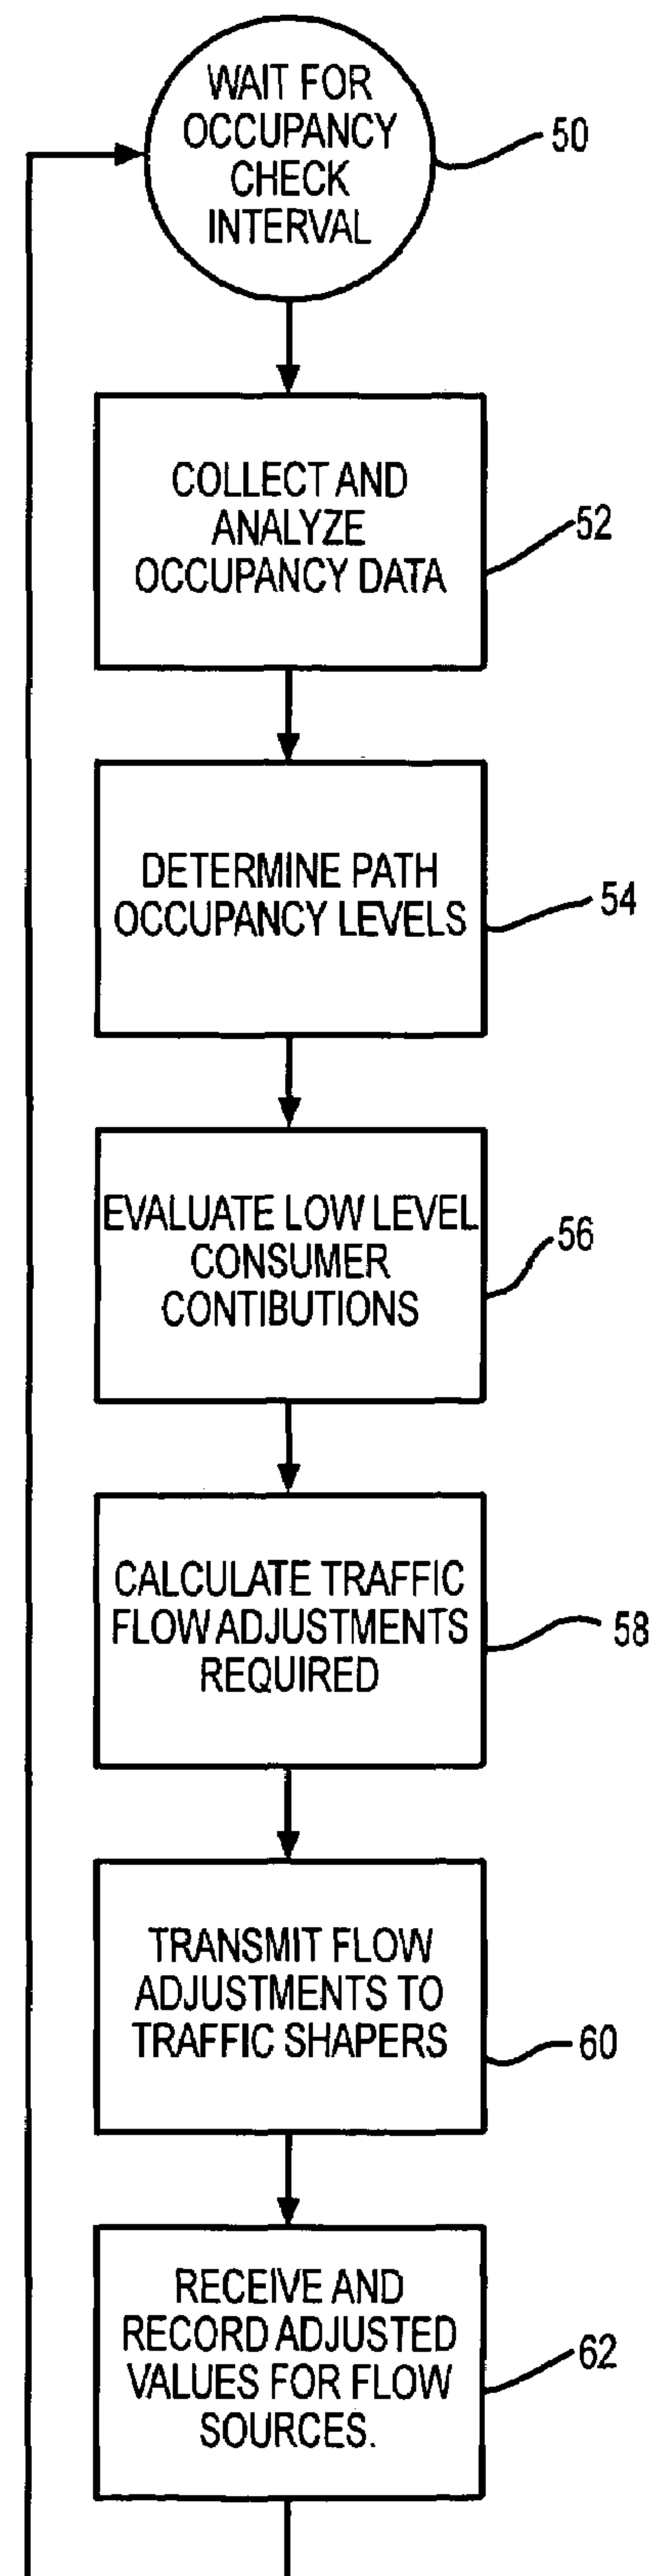 WAIT FOR
OCCUPANCY
CHECK
INTERVAL
50
COLLECT AND
ANALYZE
OCCUPANCY DATA
52
DETERMINE PATH
OCCUPANCY LEVELS
54
EVALUATE LOW LEVEL
CONSUMER
CONTIBUTIONS
56
CALCULATE TRAFFIC
FLOW ADJUSTMENTS
REQUIRED
58
TRANSMIT FLOW
ADJUSTMENTS TO
TRAFFIC SHAPERS
60
RECEIVE AND
RECORD ADJUSTED
VALUES FOR FLOW
SOURCES.
62